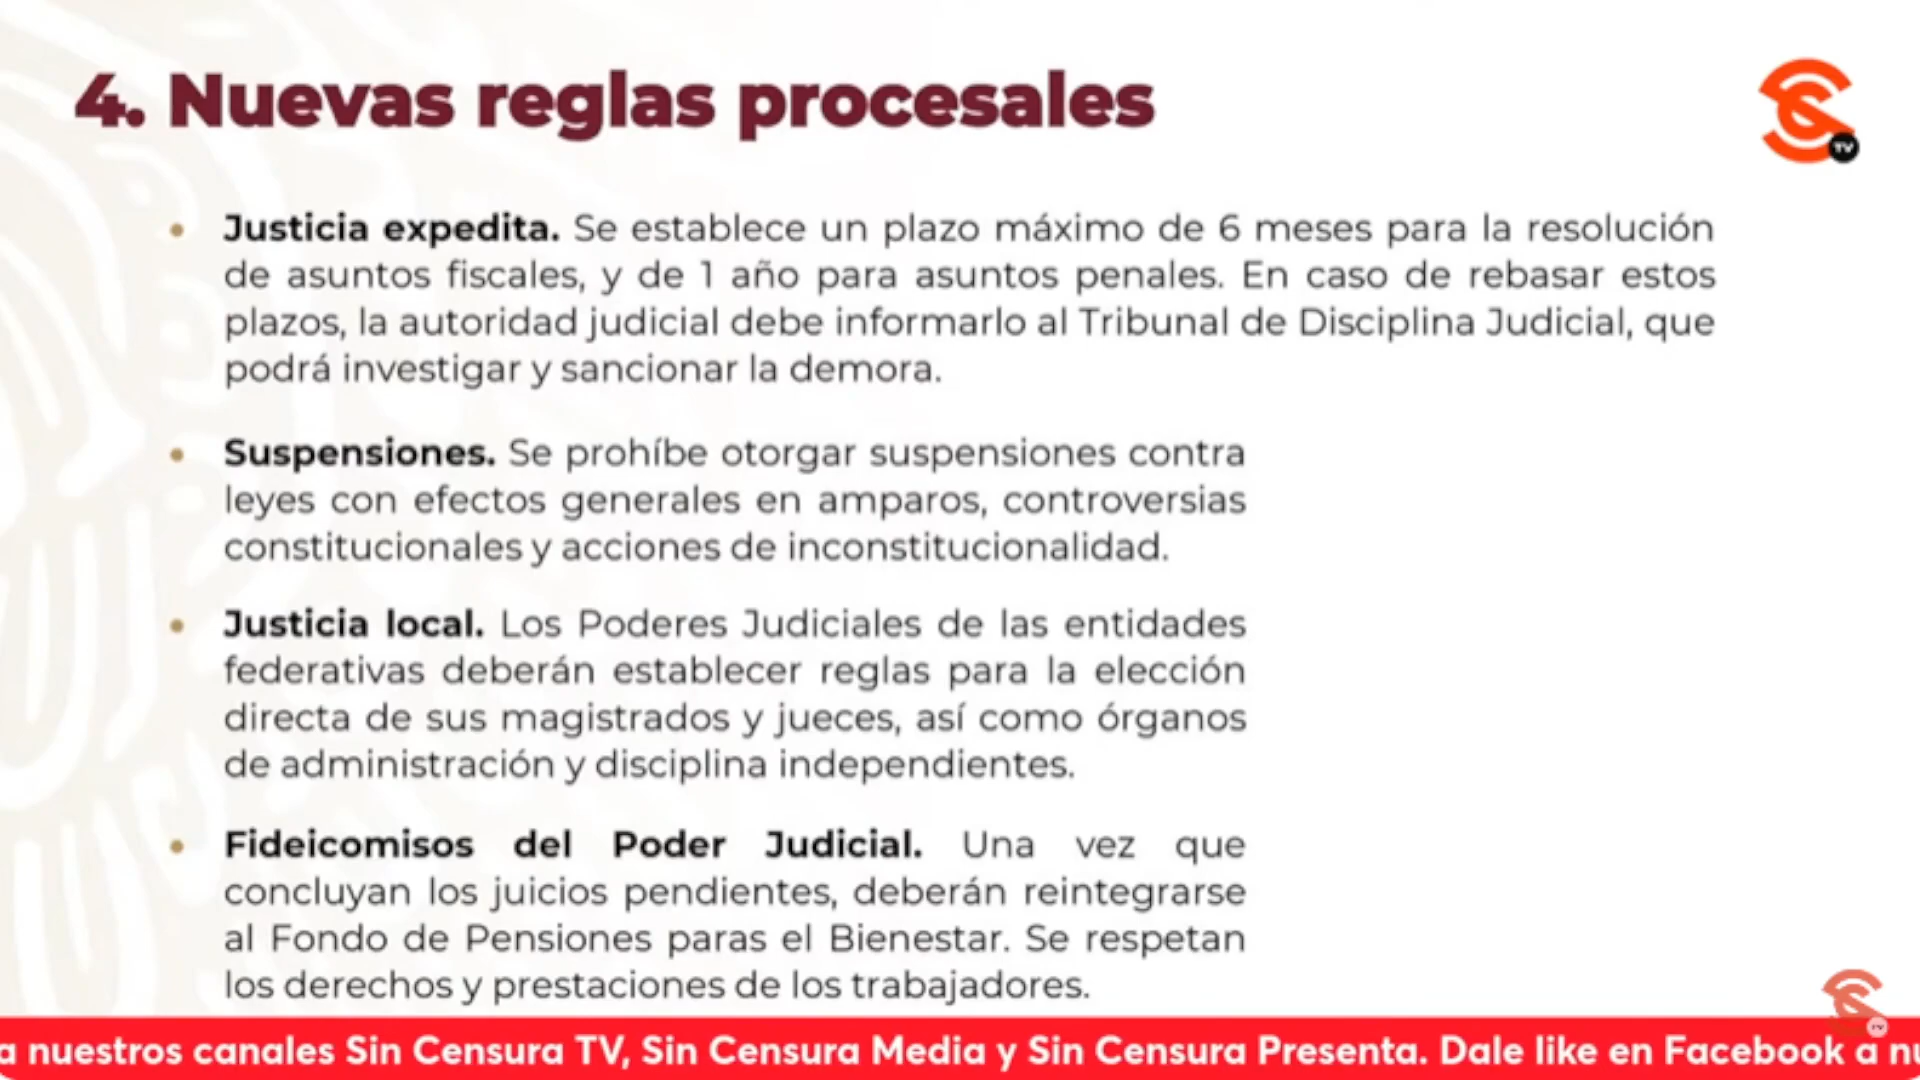 4. Nuevas reglas procesales
TV
• Justicia expedita. Se establece un plazo máximo de 6 meses para la resolución
de asuntos fiscales, y de 1 año para asuntos penales. En caso de rebasar estos
plazos, la autoridad judicial debe informarlo al Tribunal de Disciplina Judicial, que
podrá investigar y sancionar la demora.
• Suspensiones. Se prohíbe otorgar suspensiones contra
leyes con efectos generales en amparos, controversias
constitucionales y acciones de inconstitucionalidad.
• Justicia local. Los Poderes Judiciales de las entidades
federativas deberán establecer reglas para la elección
directa de sus magistrados y jueces, así como órganos
de administración y disciplina independientes.
• Fideicomisos del Poder Judicial. Una vez que
concluyan los juicios pendientes, deberán reintegrarse
al Fondo de Pensiones paras el Bienestar. Se respetan
los derechos y prestaciones de los trabajadores.
TV
a nuestros canales Sin Censura TV, Sin Censura Media y Sin Censura Presenta. Dale like en Facebook a nu